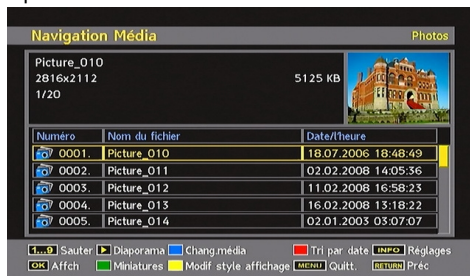 Navigation Média Photos
Picture_010
2816x2112 5125 KB
1/20
Numéro Nom du fichier Date/l'heure
0001. Picture_010 18.07.2006 18:48:49
0002. Picture_011 02.02.2008 14:05:36
0003. Picture_012 11.02.2008 16:58:23
0004. Picture_013 16.02.2008 13:18:22
0005. Picture_014 02.01.2003 03:07:07
1...9 Sauter Diaporama Chang.média Tri par date INFO Réglages
OK Affch Miniatures Modif style affichage MENU Quitt. RETURN Préc